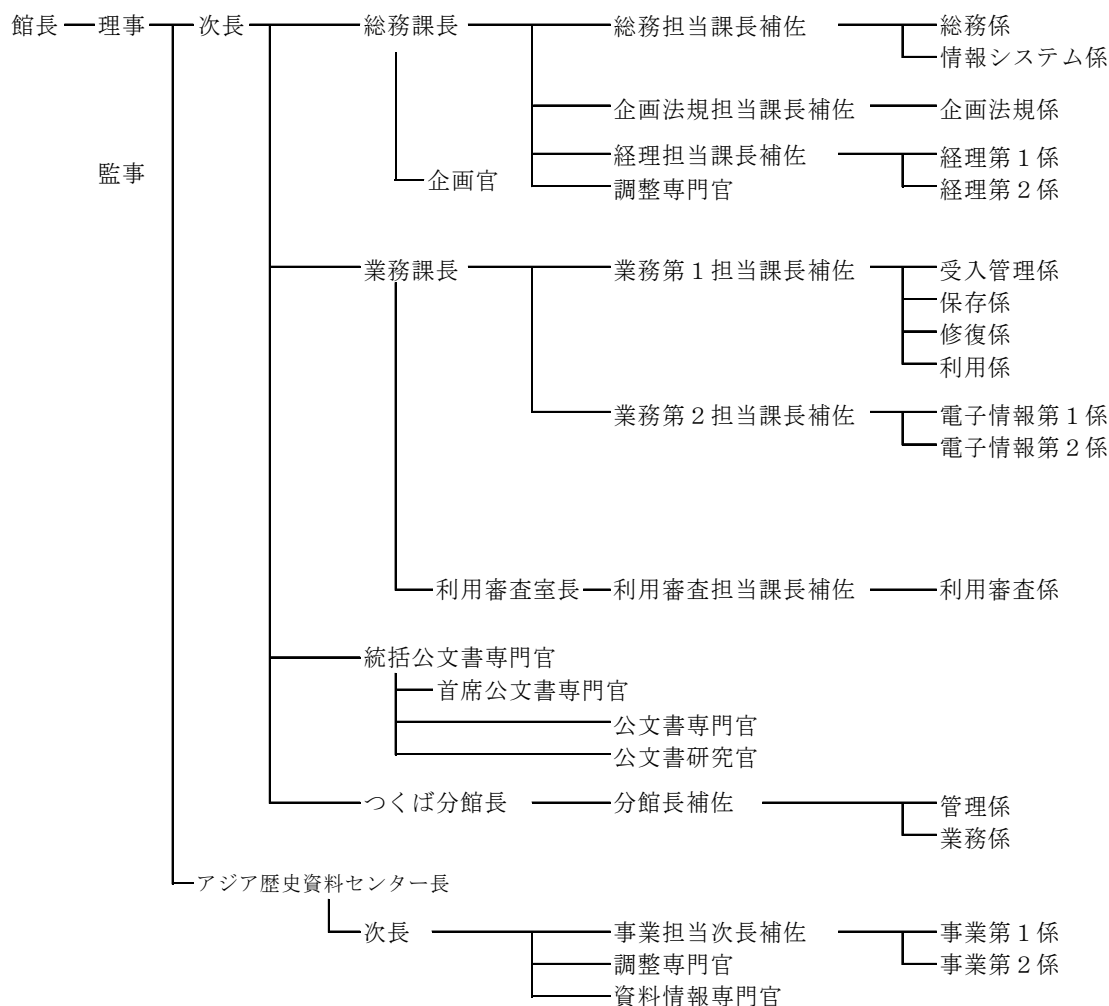 館長 理事 次長 総務課長 総務担当課長補佐 総務係
情報システム係
企画法規担当課長補佐 企画法規係
監事 経理担当課長補佐 経理第１係
企画官 調整専門官 経理第２係
業務課長 業務第１担当課長補佐 受入管理係
保存係
修復係
利用係
業務第２担当課長補佐 電子情報第１係
電子情報第２係
利用審査室長 利用審査担当課長補佐 利用審査係
統括公文書専門官
首席公文書専門官
公文書専門官
公文書研究官
つくば分館長 分館長補佐 管理係
業務係
アジア歴史資料センター長
次長 事業担当次長補佐 事業第１係
調整専門官 事業第２係
資料情報専門官